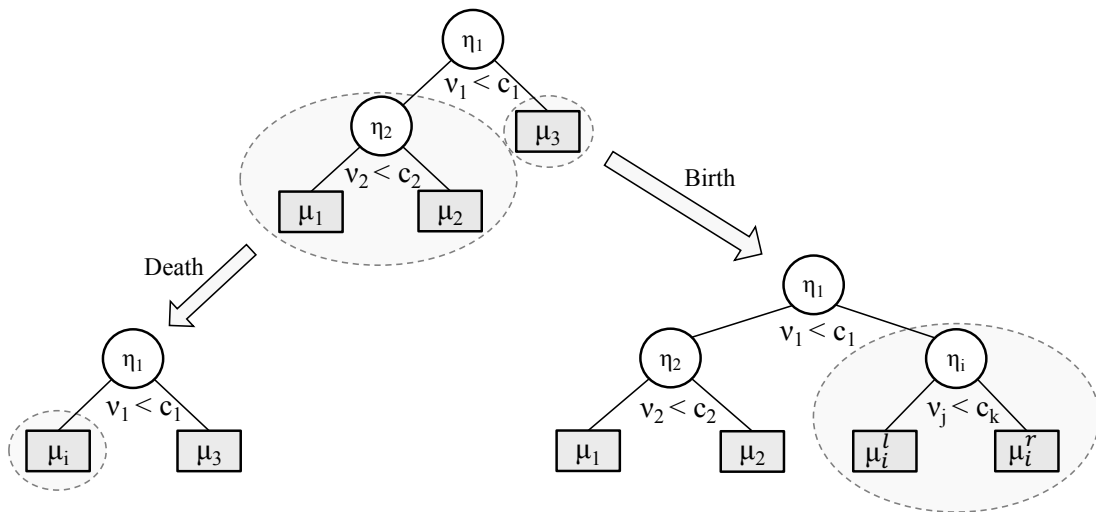 η₁
ν₁ < c₁
η₂
μ₃
ν₂ < c₂
μ₁
μ₂
Birth
Death
η₁
ν₁ < c₁
μᵢ
μ₃
η₁
ν₁ < c₁
η₂
ηᵢ
ν₂ < c₂
νⱼ < cₖ
μ₁
μ₂
μᵢˡ
μᵢʳ